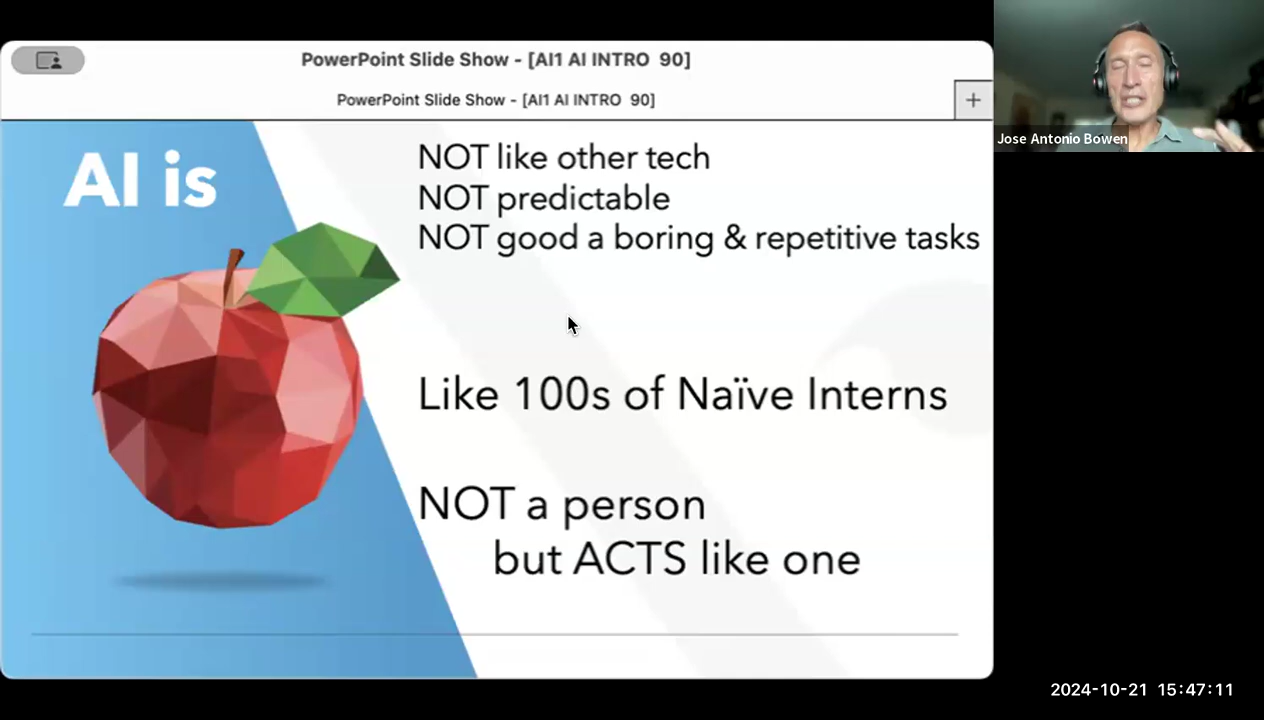 PowerPoint Slide Show - [AI1 AI INTRO 90]
PowerPoint Slide Show - [AI1 AI INTRO 90]
Jose Antonio Bowen
AI is
NOT like other tech
NOT predictable
NOT good a boring & repetitive tasks
Like 100s of Naïve Interns
NOT a person
but ACTS like one
2024-10-21 15:47:11